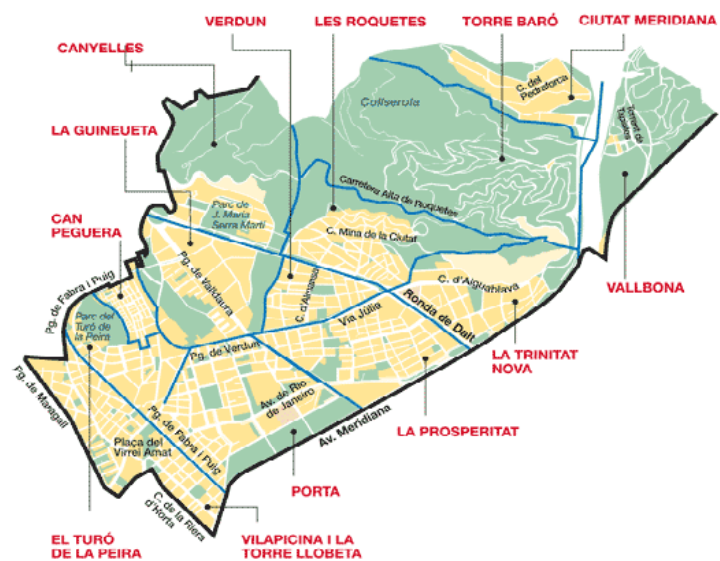 VERDUN
LES ROQUETES
TORRE BARÓ
CIUTAT MERIDIANA
CANYELLES
C. del
Pedraforca
Collserola
Torrent de
Tapioles
LA GUINEUETA
Carretera Alta de Roquetes
Parc de
J. Maria
Serra Martí
CAN
PEGUERA
C. Mina de la Ciutat
Pg. de Fabra i Puig
Pg. de Valldaura
C. d'Almansa
C. d'Aiguablava
VALLBONA
Ronda de Dalt
Parc del
Turó de
la Peira
Via Júlia
Pg. de Verdun
LA TRINITAT
NOVA
Pg. de Maragall
Av. de Rio
de Janeiro
Pg. de Fabra i Puig
Av. Meridiana
LA PROSPERITAT
Plaça del
Virrei Amat
PORTA
C. de la Riera
d'Horta
EL TURÓ
DE LA PEIRA
VILAPICINA I LA
TORRE LLOBETA